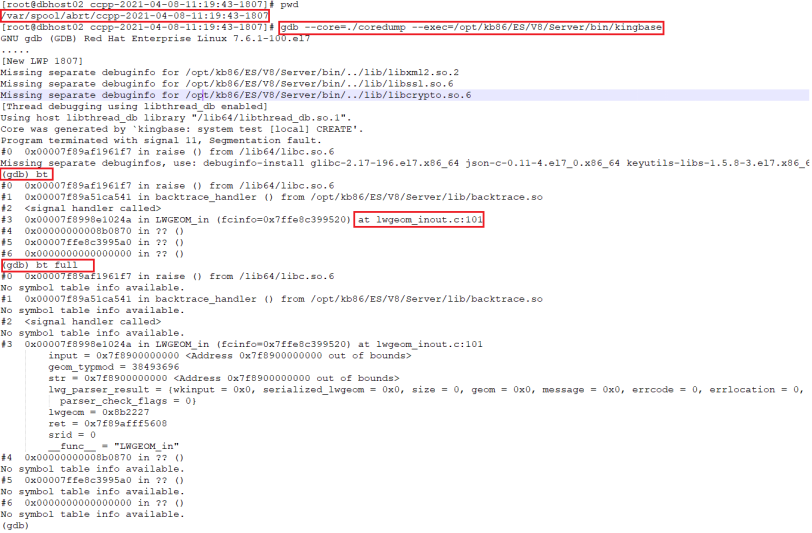 [root@dbhost02 ccpp-2021-04-08-11:19:43-1807]# pwd
/var/spool/abrt/ccpp-2021-04-08-11:19:43-1807
[root@dbhost02 ccpp-2021-04-08-11:19:43-1807]# gdb --core=./coredump --exec=/opt/kb86/ES/V8/Server/bin/kingbase
GNU gdb (GDB) Red Hat Enterprise Linux 7.6.1-100.el7
.....
[New LWP 1807]
Missing separate debuginfo for /opt/kb86/ES/V8/Server/bin/../lib/libxml2.so.2
Missing separate debuginfo for /opt/kb86/ES/V8/Server/bin/../lib/libssl.so.6
Missing separate debuginfo for /opt/kb86/ES/V8/Server/bin/../lib/libcrypto.so.6
[Thread debugging using libthread_db enabled]
Using host libthread_db library "/lib64/libthread_db.so.1".
Core was generated by `kingbase: system test [local] CREATE'.
Program terminated with signal 11, Segmentation fault.
#0  0x00007f89af1961f7 in raise () from /lib64/libc.so.6
Missing separate debuginfos, use: debuginfo-install glibc-2.17-196.el7.x86_64 json-c-0.11-4.el7_0.x86_64 keyutils-libs-1.5.8-3.el7.x86_6
(gdb) bt
#0  0x00007f89af1961f7 in raise () from /lib64/libc.so.6
#1  0x00007f89a51ca541 in backtrace_handler () from /opt/kb86/ES/V8/Server/lib/backtrace.so
#2  <signal handler called>
#3  0x00007f8998e1024a in LWGEOM_in (fcinfo=0x7ffe8c399520) at lwgeom_inout.c:101
#4  0x00000000008b0870 in ?? ()
#5  0x00007ffe8c3995a0 in ?? ()
#6  0x0000000000000000 in ?? ()
(gdb) bt full
#0  0x00007f89af1961f7 in raise () from /lib64/libc.so.6
No symbol table info available.
#1  0x00007f89a51ca541 in backtrace_handler () from /opt/kb86/ES/V8/Server/lib/backtrace.so
No symbol table info available.
#2  <signal handler called>
No symbol table info available.
#3  0x00007f8998e1024a in LWGEOM_in (fcinfo=0x7ffe8c399520) at lwgeom_inout.c:101
input = 0x7f8900000000 <Address 0x7f8900000000 out of bounds>
geom_typmod = 38493696
str = 0x7f8900000000 <Address 0x7f8900000000 out of bounds>
lwg_parser_result = {wkinput = 0x0, serialized_lwgeom = 0x0, size = 0, geom = 0x0, message = 0x0, errcode = 0, errlocation = 0,
parser_check_flags = 0}
lwgeom = 0x8b2227
ret = 0x7f89afff5608
srid = 0
__func__ = "LWGEOM_in"
#4  0x00000000008b0870 in ?? ()
No symbol table info available.
#5  0x00007ffe8c3995a0 in ?? ()
No symbol table info available.
#6  0x0000000000000000 in ?? ()
No symbol table info available.
(gdb)